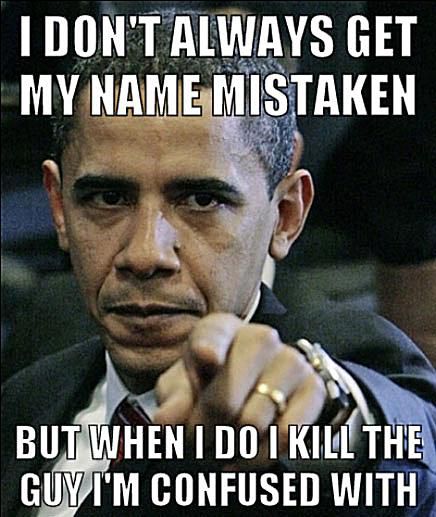 I DON'T ALWAYS GET
MY NAME MISTAKEN
BUT WHEN I DO I KILL THE
GUY I'M CONFUSED WITH